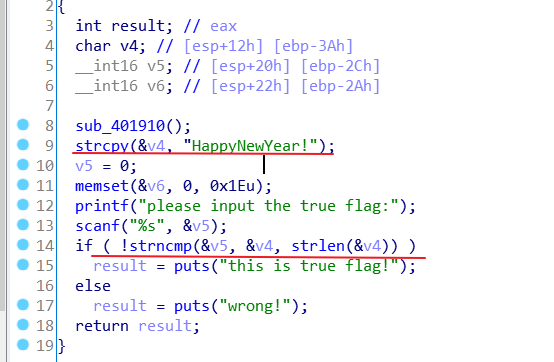 2 {
3 int result; // eax
4 char v4; // [esp+12h] [ebp-3Ah]
5 __int16 v5; // [esp+20h] [ebp-2Ch]
6 __int16 v6; // [esp+22h] [ebp-2Ah]
7
8 sub_401910();
9 strcpy(&v4, "HappyNewYear!");
10 v5 = 0;
11 memset(&v6, 0, 0x1Eu);
12 printf("please input the true flag:");
13 scanf("%s", &v5);
14 if ( !strncmp(&v5, &v4, strlen(&v4)) )
15 result = puts("this is true flag!");
16 else
17 result = puts("wrong!");
18 return result;
19 }